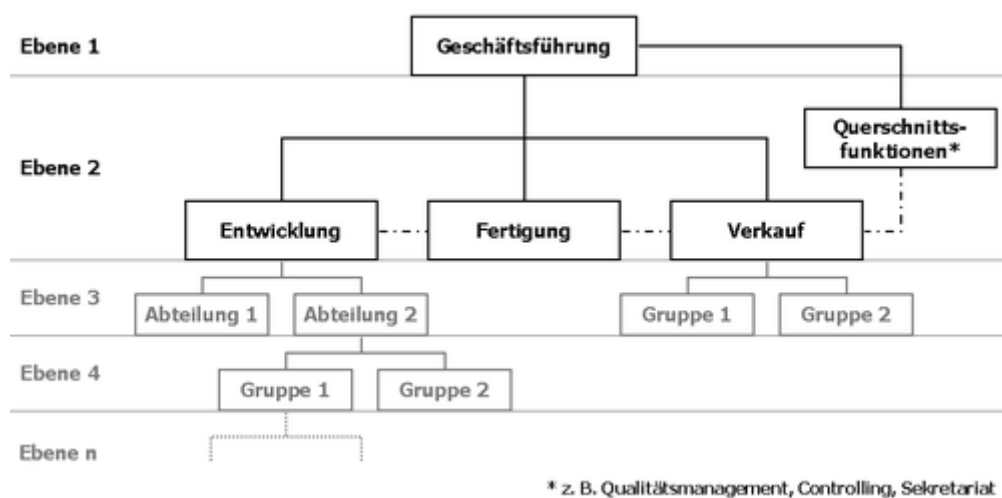 Ebene 1
Geschäftsführung
Querschnitts-
funktionen*
Ebene 2
Entwicklung
Fertigung
Verkauf
Ebene 3
Abteilung 1
Abteilung 2
Gruppe 1
Gruppe 2
Ebene 4
Gruppe 1
Gruppe 2
Ebene n
* z. B. Qualitätsmanagement, Controlling, Sekretariat